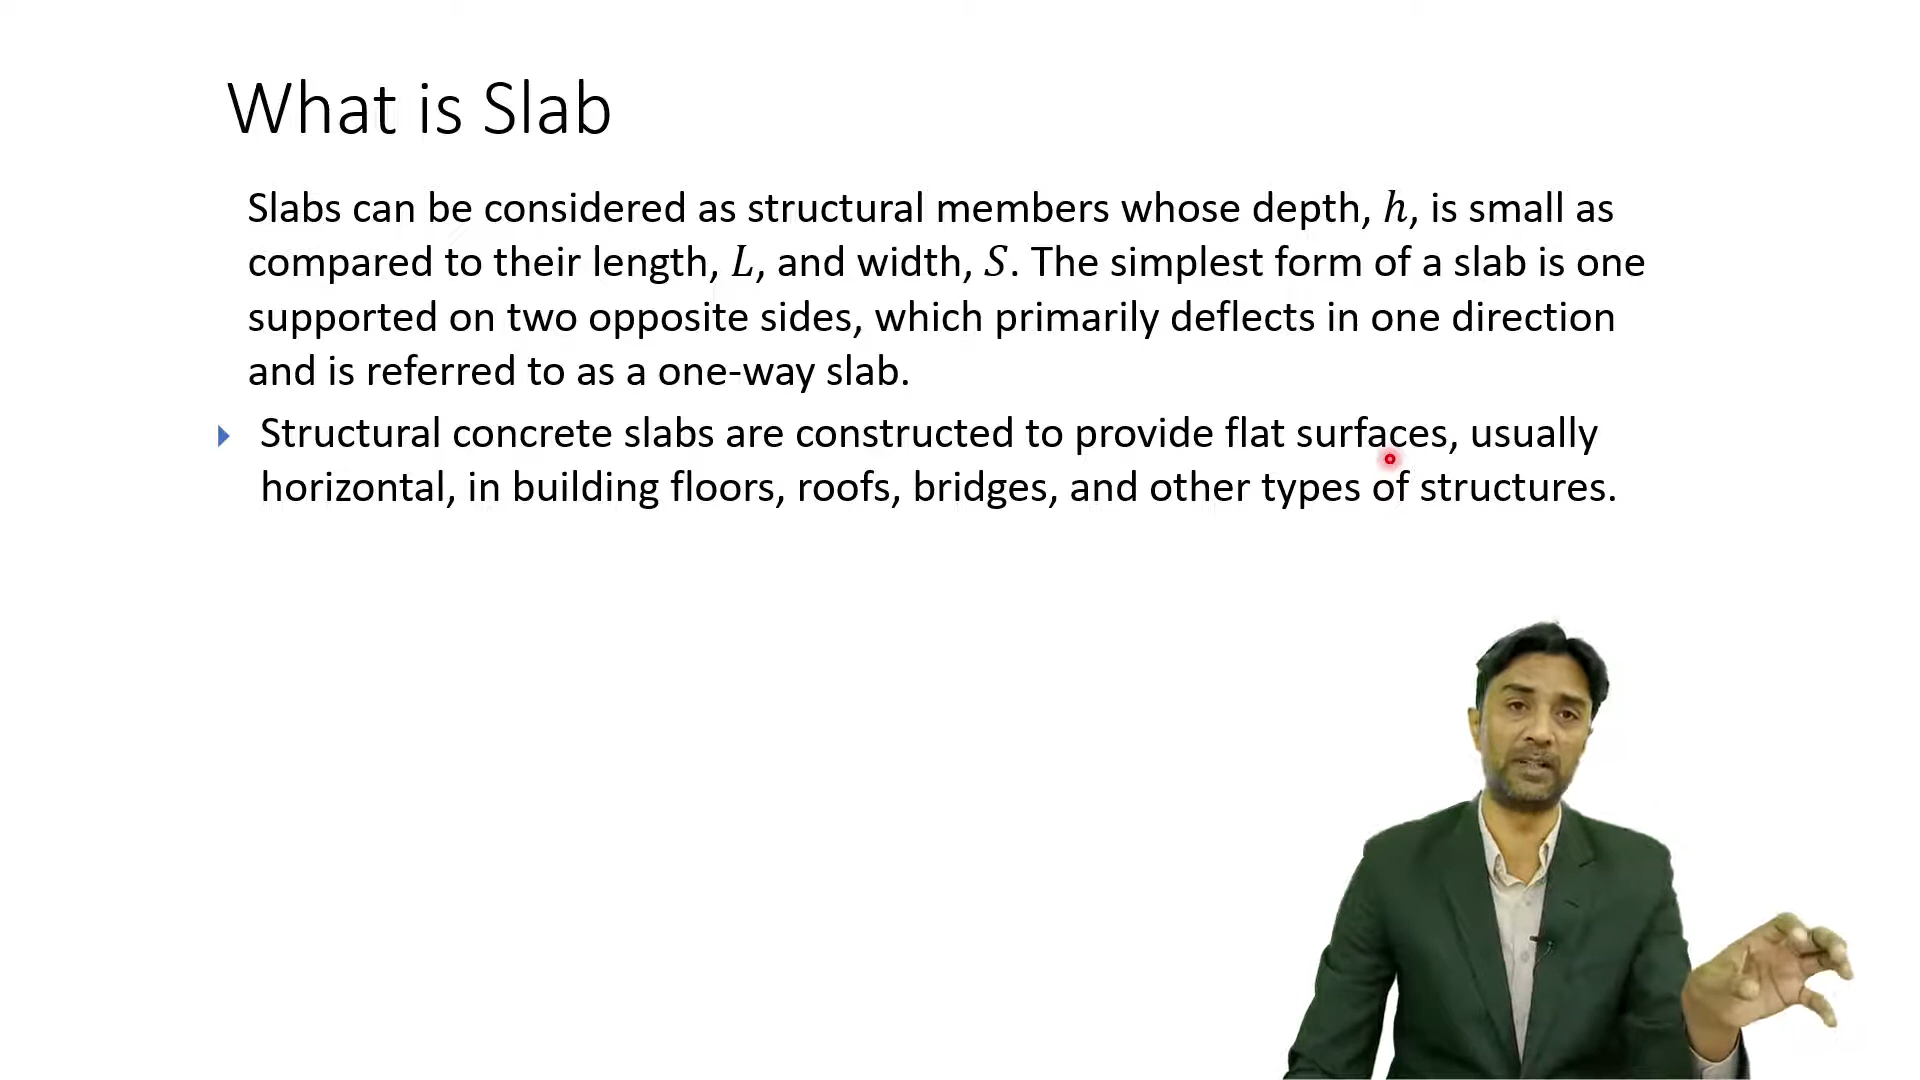 What is Slab
Slabs can be considered as structural members whose depth, h, is small as
compared to their length, L, and width, S. The simplest form of a slab is one
supported on two opposite sides, which primarily deflects in one direction
and is referred to as a one-way slab.
Structural concrete slabs are constructed to provide flat surfaces, usually
horizontal, in building floors, roofs, bridges, and other types of structures.